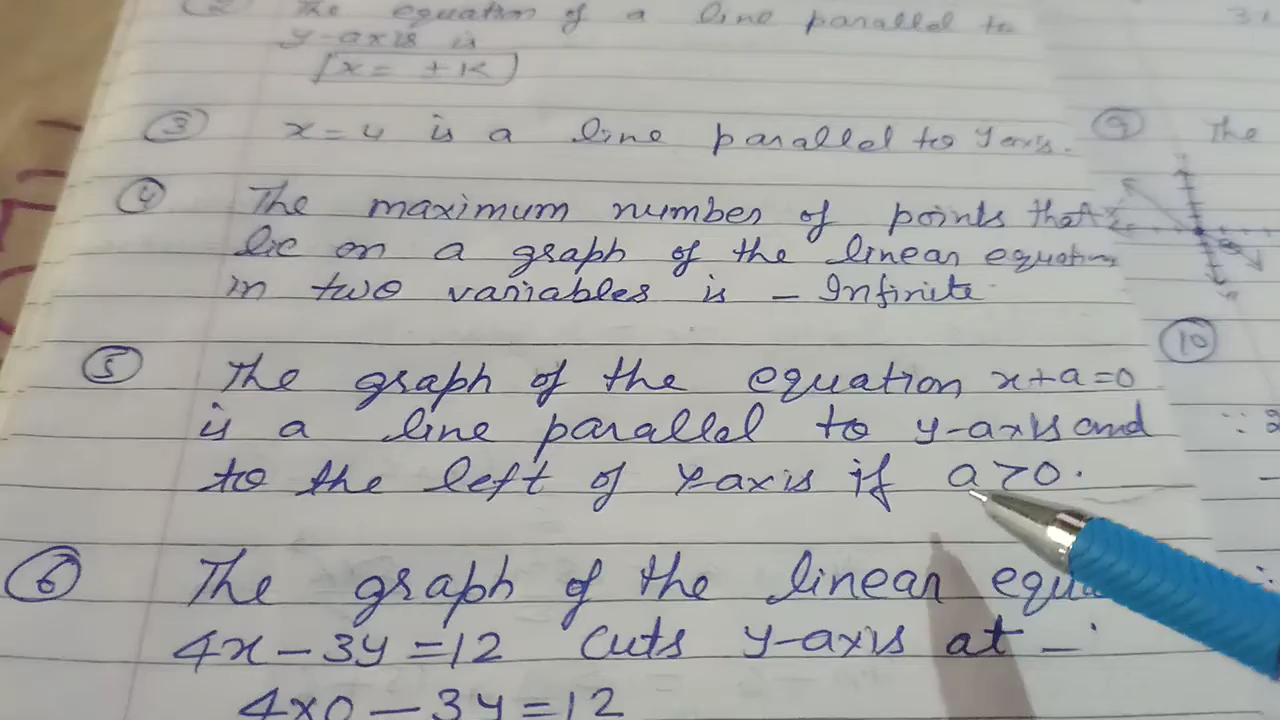 ② The equation of a line parallel to
y-axis is
[x = ±K]
③ x = 4 is a line parallel to y axis.
④ The maximum number of points that
lie on a graph of the linear equation
in two variables is – Infinite
⑤ The graph of the equation x+a=0
is a line parallel to y-axis and
to the left of y-axis if a>0.
⑥ The graph of the linear
4x – 3y = 12 cuts y-axis at –
4x0 – 3y = 12
⑨ The
⑩